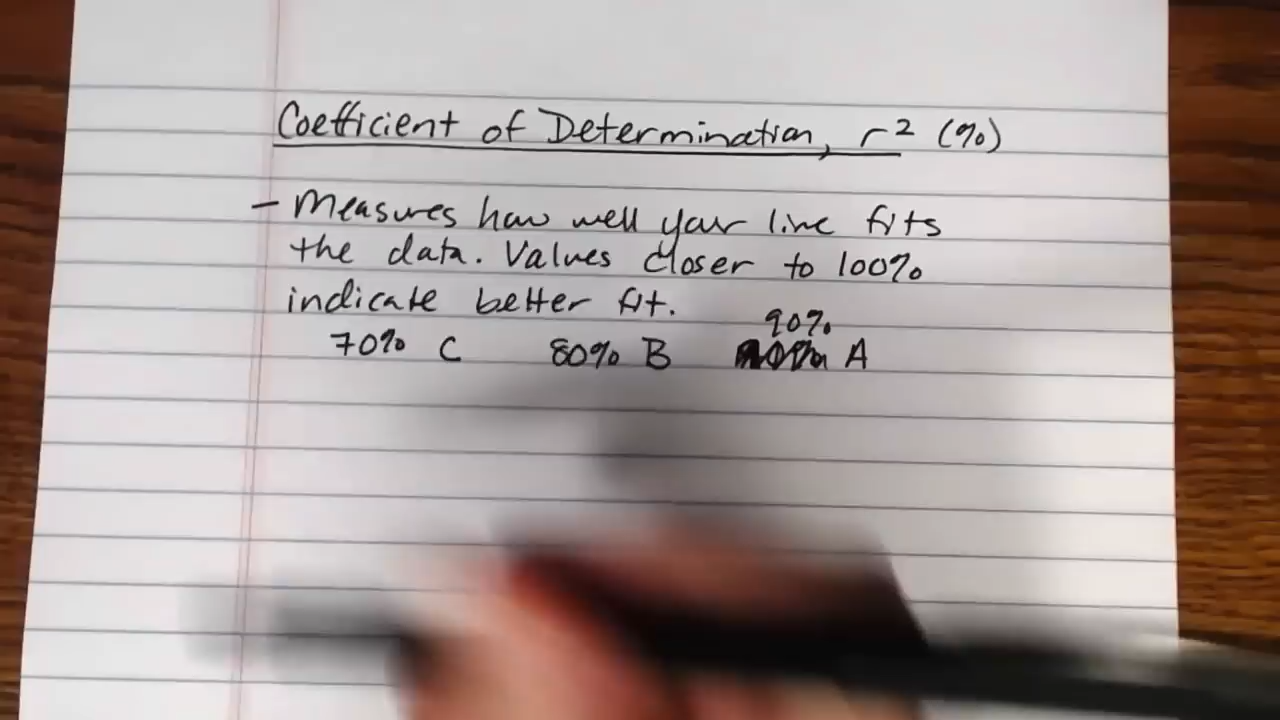 Coefficient of Determination, r² (%)
- Measures how well your line fits
the data. Values closer to 100%
indicate better fit.
90%
70% C 80% B A